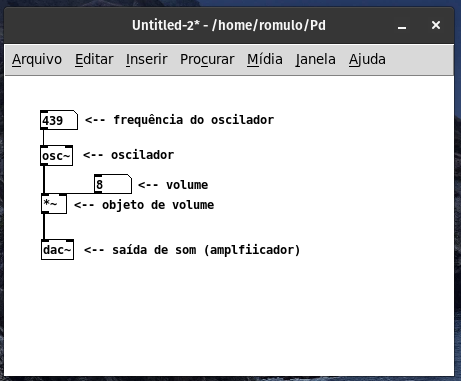 Untitled-2* - /home/romulo/Pd
Arquivo Editar Inserir Procurar Mídia Janela Ajuda
439 <-- frequência do oscilador
osc~ <-- oscilador
8 <-- volume
*~ <-- objeto de volume
dac~ <-- saída de som (amplfiicador)